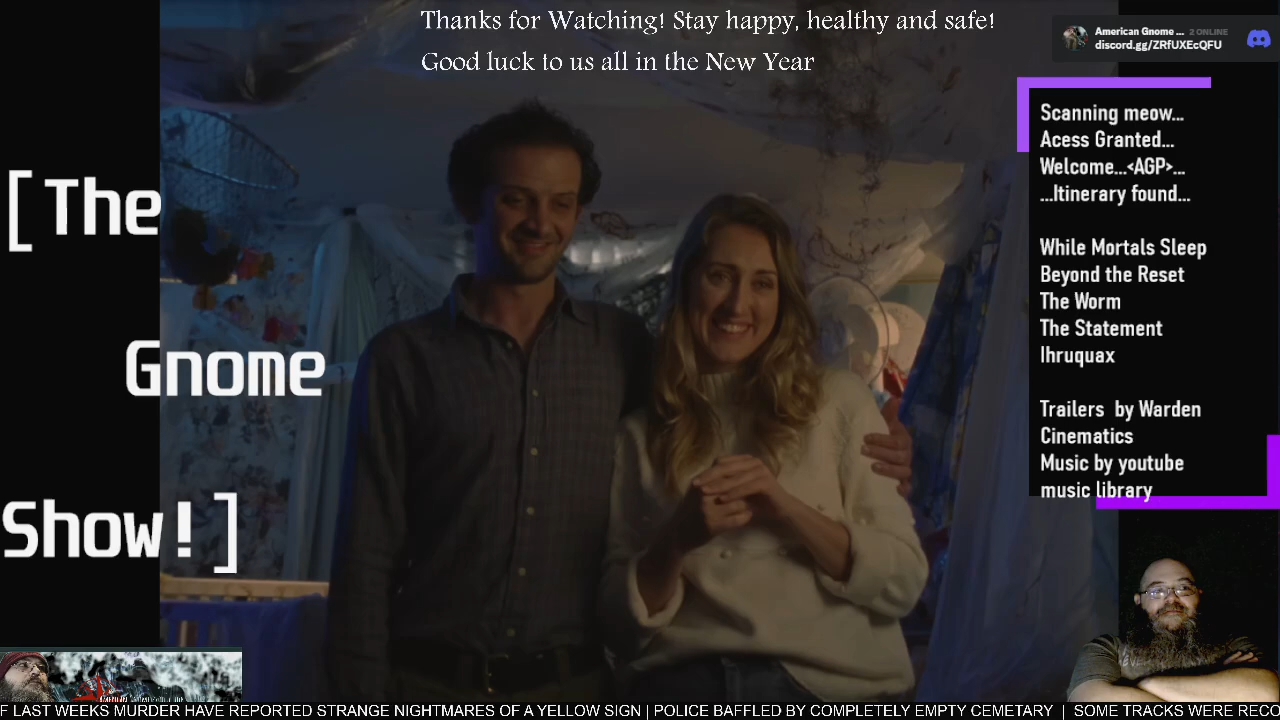 Thanks for Watching! Stay happy, healthy and safe!
Good luck to us all in the New Year
American Gnome ... 2 ONLINE
discord.gg/ZRfUXEcQFU
[The
Gnome
Show!]
Scanning meow...
Acess Granted...
Welcome...<AGP>...
...Itinerary found...
While Mortals Sleep
Beyond the Reset
The Worm
The Statement
Ihruquax
Trailers by Warden
Cinematics
Music by youtube
music library
F LAST WEEKS MURDER HAVE REPORTED STRANGE NIGHTMARES OF A YELLOW SIGN | POLICE BAFFLED BY COMPLETELY EMPTY CEMETARY | SOME TRACKS WERE RECO